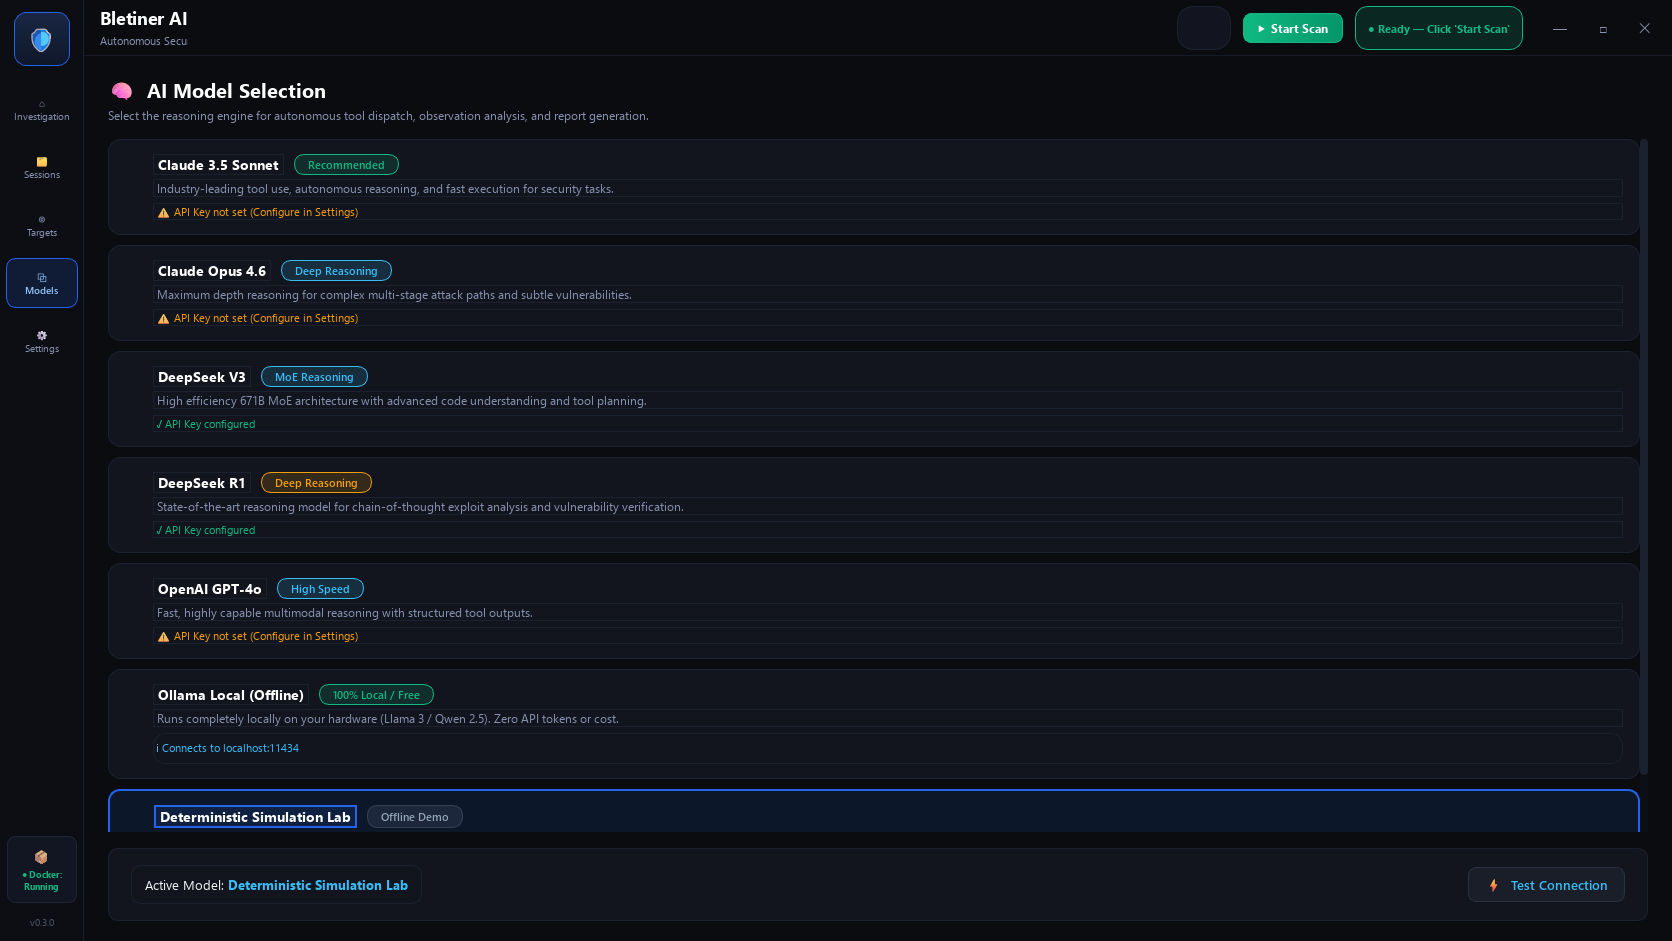 Bletiner AI
Autonomous Secu
Start Scan
● Ready — Click 'Start Scan'
Investigation
Sessions
Targets
Models
Settings
Docker:
Running
v0.3.0
AI Model Selection
Select the reasoning engine for autonomous tool dispatch, observation analysis, and report generation.
Claude 3.5 Sonnet
Recommended
Industry-leading tool use, autonomous reasoning, and fast execution for security tasks.
⚠ API Key not set (Configure in Settings)
Claude Opus 4.6
Deep Reasoning
Maximum depth reasoning for complex multi-stage attack paths and subtle vulnerabilities.
⚠ API Key not set (Configure in Settings)
DeepSeek V3
MoE Reasoning
High efficiency 671B MoE architecture with advanced code understanding and tool planning.
✓ API Key configured
DeepSeek R1
Deep Reasoning
State-of-the-art reasoning model for chain-of-thought exploit analysis and vulnerability verification.
✓ API Key configured
OpenAI GPT-4o
High Speed
Fast, highly capable multimodal reasoning with structured tool outputs.
⚠ API Key not set (Configure in Settings)
Ollama Local (Offline)
100% Local / Free
Runs completely locally on your hardware (Llama 3 / Qwen 2.5). Zero API tokens or cost.
i Connects to localhost:11434
Deterministic Simulation Lab
Offline Demo
Active Model: Deterministic Simulation Lab
Test Connection